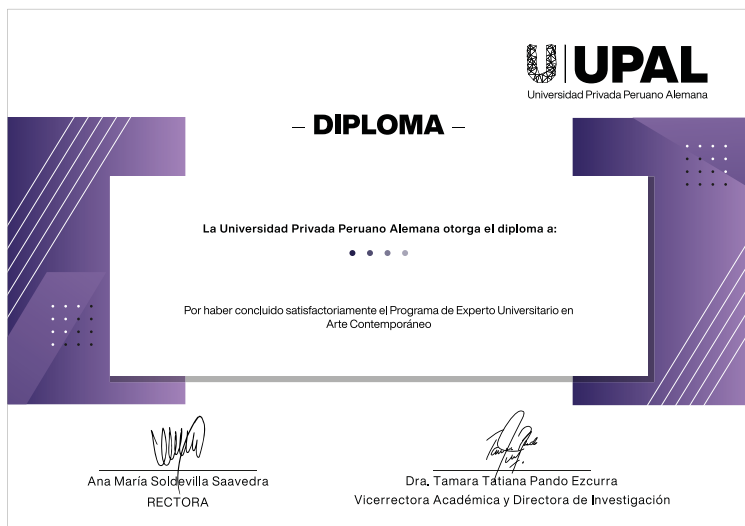 UPAL
Universidad Privada Peruano Alemana
– DIPLOMA –
La Universidad Privada Peruano Alemana otorga el diploma a:
Por haber concluido satisfactoriamente el Programa de Experto Universitario en
Arte Contemporáneo
Ana María Soldevilla Saavedra
RECTORA
Dra. Tamara Tatiana Pando Ezcurra
Vicerrectora Académica y Directora de Investigación